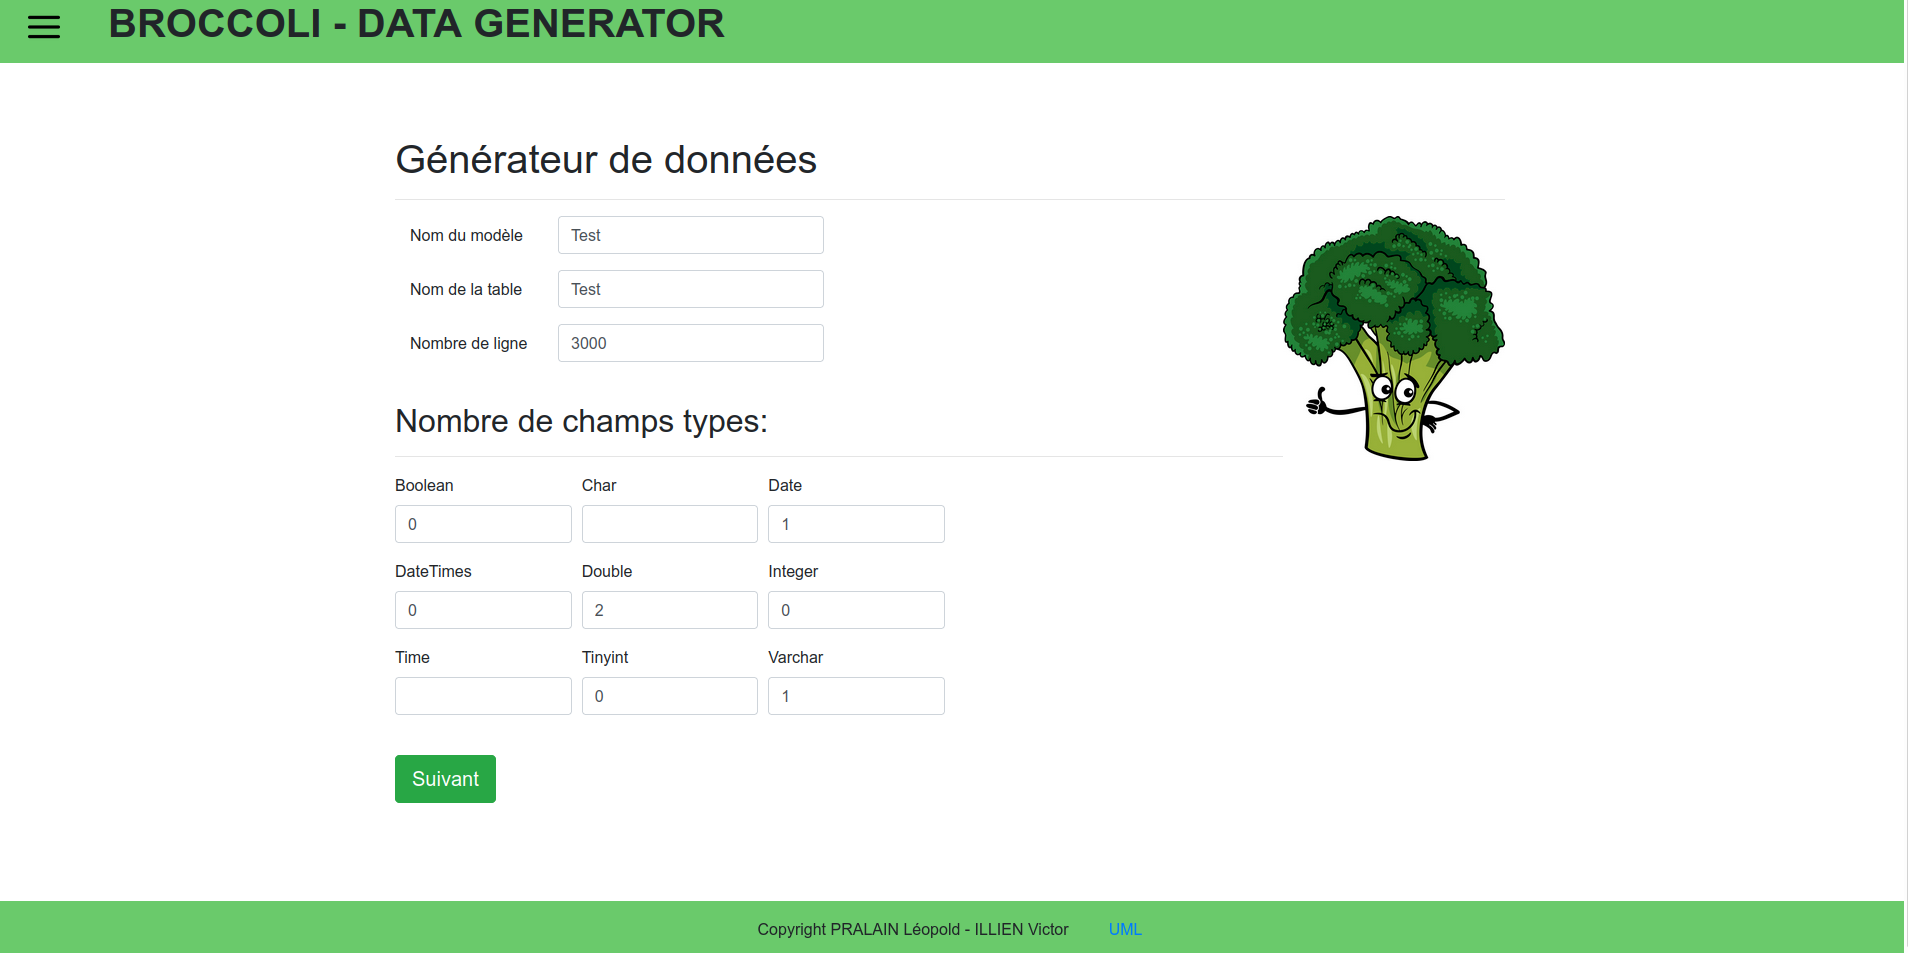 BROCCOLI - DATA GENERATOR
Générateur de données
Nom du modèle Test
Nom de la table Test
Nombre de ligne 3000
Nombre de champs types:
Boolean Char Date
0 1
DateTimes Double Integer
0 2 0
Time Tinyint Varchar
0 1
Suivant
Copyright PRALAIN Léopold - ILLIEN Victor UML